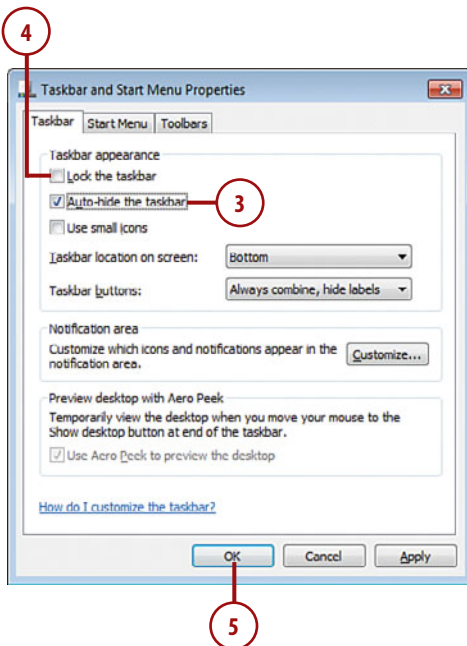 4
Taskbar and Start Menu Properties
Taskbar Start Menu Toolbars
Taskbar appearance
Lock the taskbar
Auto-hide the taskbar 3
Use small icons
Taskbar location on screen: Bottom
Taskbar buttons: Always combine, hide labels
Notification area
Customize which icons and notifications appear in the
notification area.
Customize...
Preview desktop with Aero Peek
Temporarily view the desktop when you move your mouse to the
Show desktop button at end of the taskbar.
Use Aero Peek to preview the desktop
How do I customize the taskbar?
OK Cancel Apply
5